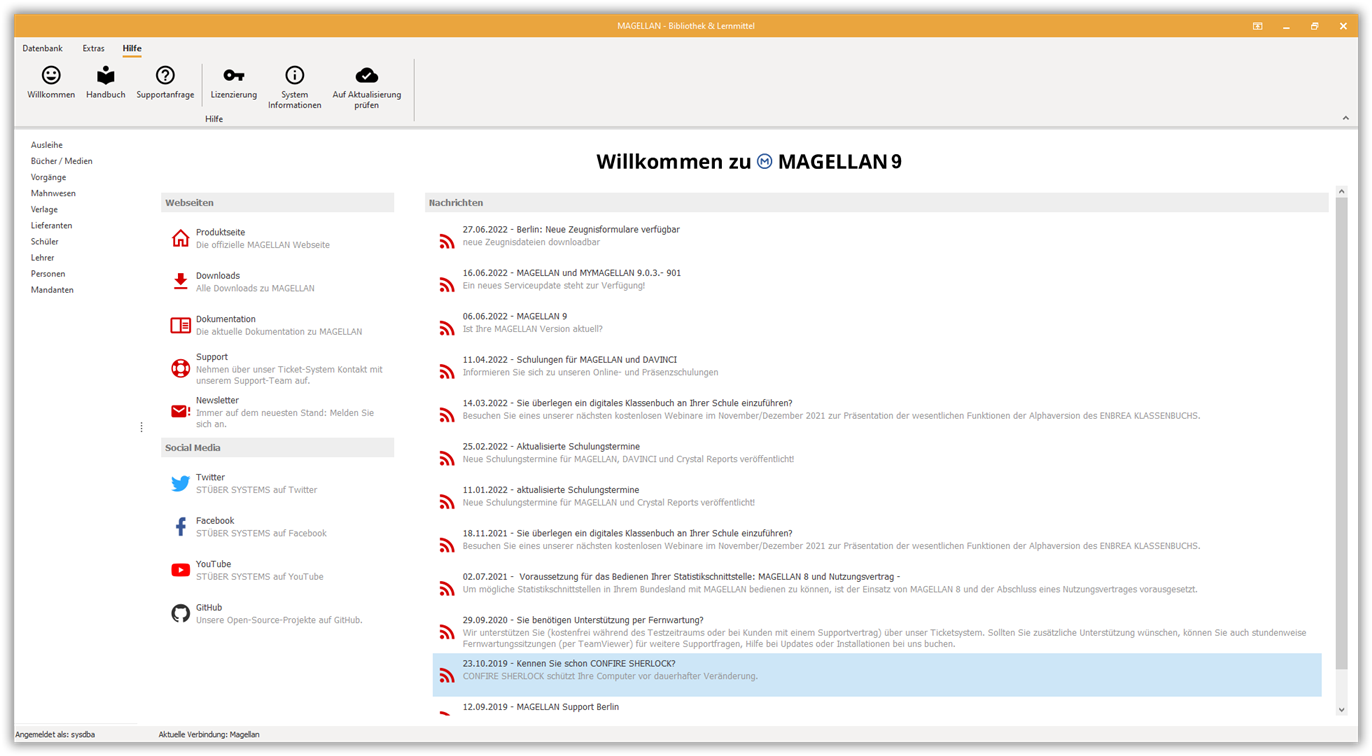 MAGELLAN - Bibliothek & Lernmittel
Datenbank
Extras
Hilfe
Willkommen
Handbuch
Supportanfrage
Lizenzierung
System
Informationen
Auf Aktualisierung
prüfen
Hilfe
Ausleihe
Bücher / Medien
Vorgänge
Mahnwesen
Verlage
Lieferanten
Schüler
Lehrer
Personen
Mandanten
Willkommen zu MAGELLAN 9
Webseiten
Produktseite
Die offizielle MAGELLAN Webseite
Downloads
Alle Downloads zu MAGELLAN
Dokumentation
Die aktuelle Dokumentation zu MAGELLAN
Support
Nehmen über unser Ticket-System Kontakt mit
unserem Support-Team auf.
Newsletter
Immer auf dem neuesten Stand: Melden Sie
sich an.
Social Media
Twitter
STÜBER SYSTEMS auf Twitter
Facebook
STÜBER SYSTEMS auf Facebook
YouTube
STÜBER SYSTEMS auf YouTube
GitHub
Unsere Open-Source-Projekte auf GitHub.
Nachrichten
27.06.2022 - Berlin: Neue Zeugnisformulare verfügbar
neue Zeugnisdateien downloadbar
16.06.2022 - MAGELLAN und MYMAGELLAN 9.0.3.- 901
Ein neues Serviceupdate steht zur Verfügung!
06.06.2022 - MAGELLAN 9
Ist Ihre MAGELLAN Version aktuell?
11.04.2022 - Schulungen für MAGELLAN und DAVINCI
Informieren Sie sich zu unseren Online- und Präsenzschulungen
14.03.2022 - Sie überlegen ein digitales Klassenbuch an Ihrer Schule einzuführen?
Besuchen Sie eines unserer nächsten kostenlosen Webinare im November/Dezember 2021 zur Präsentation der wesentlichen Funktionen der Alphaversion des ENBREA KLASSENBUCHS.
25.02.2022 - Aktualisierte Schulungstermine
Neue Schulungstermine für MAGELLAN, DAVINCI und Crystal Reports veröffentlicht!
11.01.2022 - aktualisierte Schulungstermine
Neue Schulungstermine für MAGELLAN und Crystal Reports veröffentlicht!
18.11.2021 - Sie überlegen ein digitales Klassenbuch an Ihrer Schule einzuführen?
Besuchen Sie eines unserer nächsten kostenlosen Webinare im November/Dezember 2021 zur Präsentation der wesentlichen Funktionen der Alphaversion des ENBREA KLASSENBUCHS.
02.07.2021 - Voraussetzung für das Bedienen Ihrer Statistikschnittstelle: MAGELLAN 8 und Nutzungsvertrag -
Um mögliche Statistikschnittstellen in Ihrem Bundesland mit MAGELLAN bedienen zu können, ist der Einsatz von MAGELLAN 8 und der Abschluss eines Nutzungsvertrages vorausgesetzt.
29.09.2020 - Sie benötigen Unterstützung per Fernwartung?
Wir unterstützen Sie (kostenfrei während des Testzeitraums oder bei Kunden mit einem Supportvertrag) über unser Ticketsystem. Sollten Sie zusätzliche Unterstützung wünschen, können Sie auch stundenweise
Fernwartungssitzungen (per TeamViewer) für weitere Supportfragen, Hilfe bei Updates oder Installationen bei uns buchen.
23.10.2019 - Kennen Sie schon CONFIRE SHERLOCK?
CONFIRE SHERLOCK schützt Ihre Computer vor dauerhafter Veränderung.
12.09.2019 - MAGELLAN Support Berlin
Angemeldet als: sysdba
Aktuelle Verbindung: Magellan